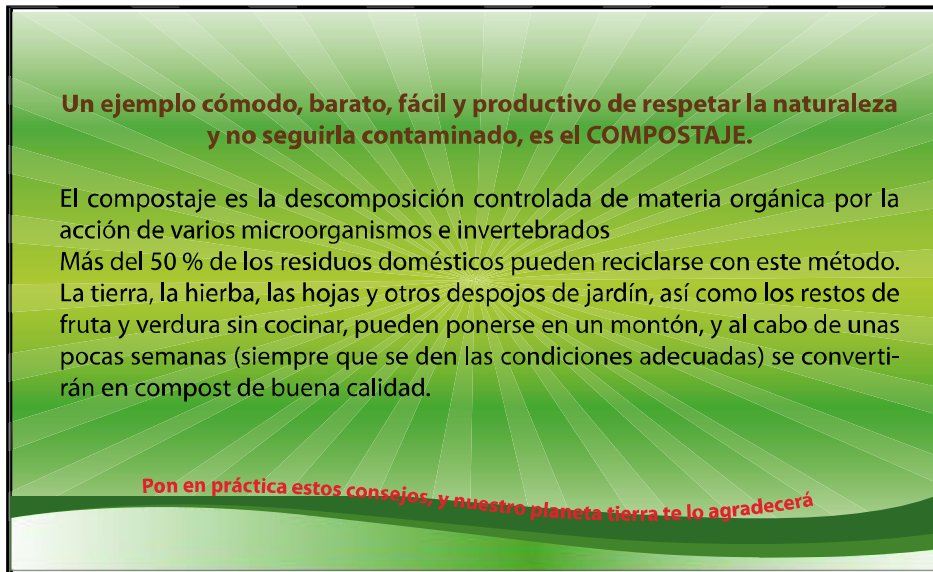 Un ejemplo cómodo, barato, fácil y productivo de respetar la naturaleza
y no seguirla contaminado, es el COMPOSTAJE.
El compostaje es la descomposición controlada de materia orgánica por la
acción de varios microorganismos e invertebrados
Más del 50 % de los residuos domésticos pueden reciclarse con este método.
La tierra, la hierba, las hojas y otros despojos de jardín, así como los restos de
fruta y verdura sin cocinar, pueden ponerse en un montón, y al cabo de unas
pocas semanas (siempre que se den las condiciones adecuadas) se converti-
rán en compost de buena calidad.
Pon en práctica estos consejos, y nuestro planeta tierra te lo agradecerá